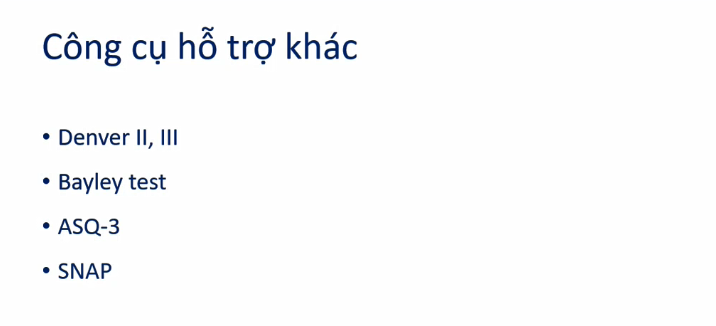 Công cụ hỗ trợ khác
• Denver II, III
• Bayley test
• ASQ-3
• SNAP